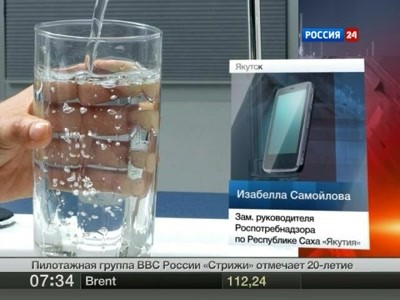 РОССИЯ 24
Якутск
Изабелла Самойлова
Зам. руководителя
Роспотребнадзора
по Республике Саха «Якутия»
Пилотажная группа ВВС России «Стрижи» отмечает 20-летие
07:34 Brent 112,24